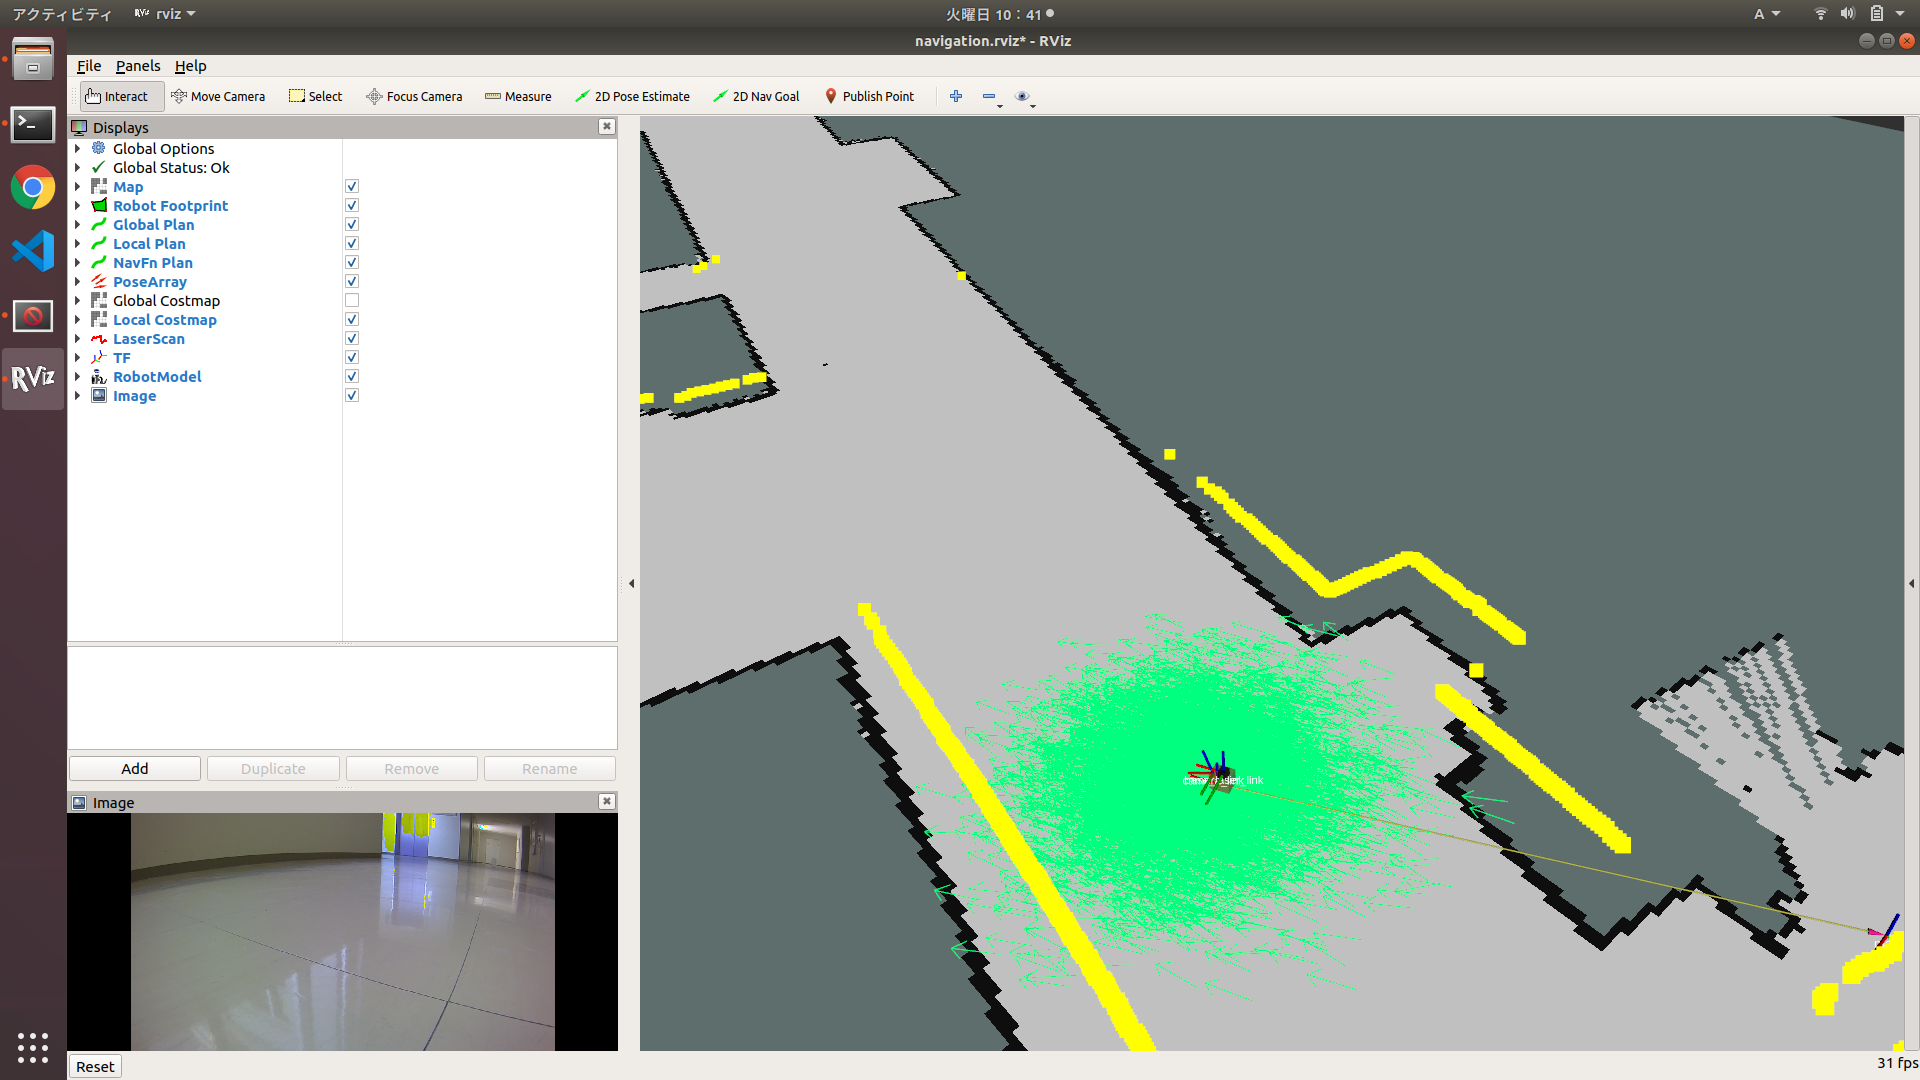 アクティビティ
RViz rviz
火曜日 10：41
A
navigation.rviz* - RViz
File Panels Help
Interact Move Camera Select Focus Camera Measure 2D Pose Estimate 2D Nav Goal Publish Point
Displays
Global Options
Global Status: Ok
Map
Robot Footprint
Global Plan
Local Plan
NavFn Plan
PoseArray
Global Costmap
Local Costmap
LaserScan
TF
RobotModel
Image
RViz
Add Duplicate Remove Rename
Image
link
Reset
31 fps